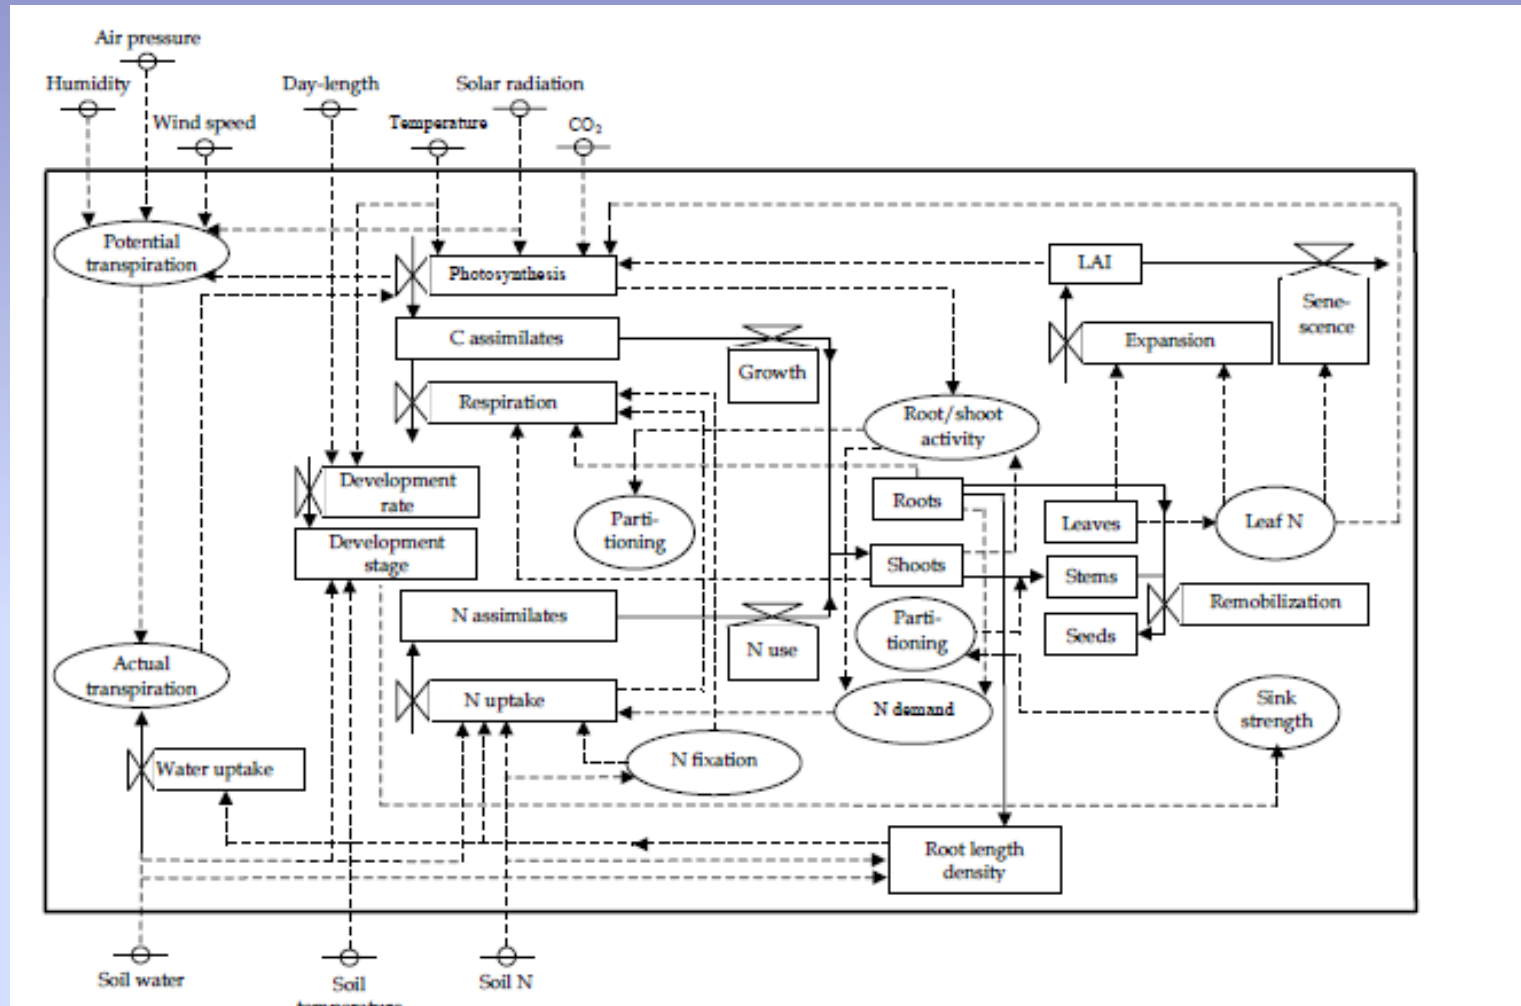 Air pressure
Humidity
Day-length
Solar radiation
Wind speed
Temperature
CO₂
Potential
transpiration
Photosynthesis
LAI
Sene-
scence
C assimilates
Expansion
Growth
Respiration
Root/shoot
activity
Development
rate
Parti-
tioning
Roots
Leaves
Leaf N
Development
stage
Shoots
Stems
N assimilates
Remobilization
Parti-
tioning
Seeds
N use
Actual
transpiration
N uptake
N demand
Sink
strength
Water uptake
N fixation
Root length
density
Soil water
Soil
temperature
Soil N